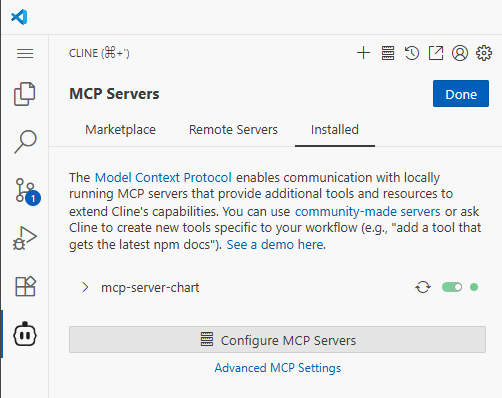 CLINE (⌘+')
MCP Servers
Done
Marketplace
Remote Servers
Installed
The Model Context Protocol enables communication with locally
running MCP servers that provide additional tools and resources to
extend Cline's capabilities. You can use community-made servers or ask
Cline to create new tools specific to your workflow (e.g., "add a tool that
gets the latest npm docs"). See a demo here.
1
mcp-server-chart
Configure MCP Servers
Advanced MCP Settings